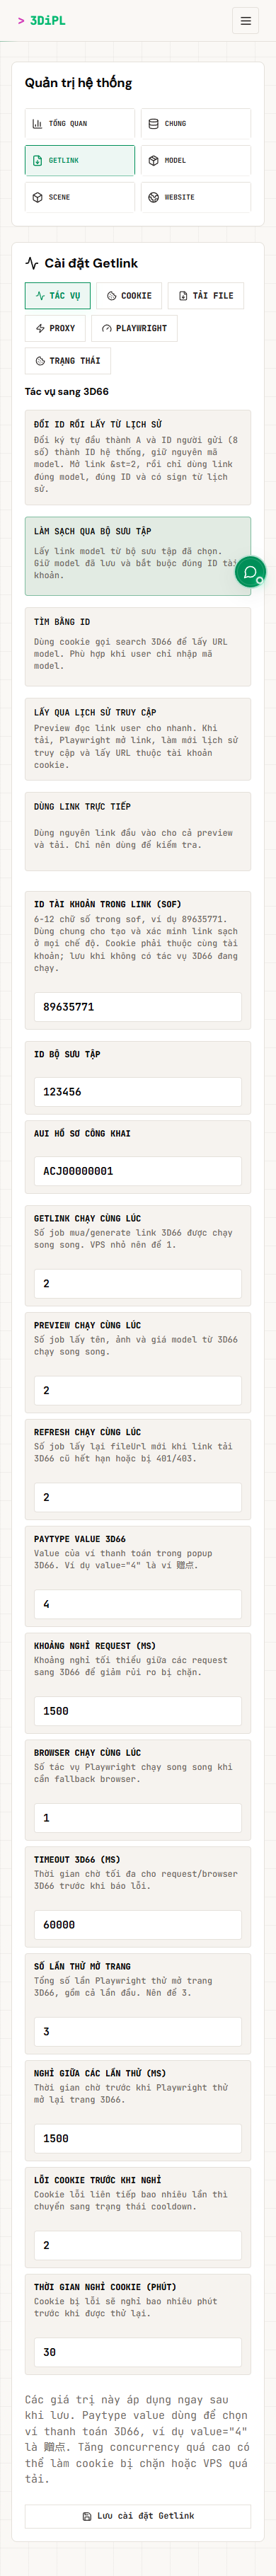 > 3DiPL
Quản trị hệ thống
TỔNG QUAN
CHUNG
GETLINK
MODEL
SCENE
WEBSITE
Cài đặt Getlink
TÁC VỤ
COOKIE
TẢI FILE
PROXY
PLAYWRIGHT
TRẠNG THÁI
Tác vụ sang 3D66
ĐỔI ID RỒI LẤY TỪ LỊCH SỬ
Đổi ký tự đầu thành A và ID người gửi (8
số) thành ID hệ thống, giữ nguyên mã
model. Mở link &st=2, rồi chỉ dùng link
đúng model, đúng ID và có sign từ lịch
sử.
LÀM SẠCH QUA BỘ SƯU TẬP
Lấy link model từ bộ sưu tập đã chọn.
Giữ model đã lưu và bắt buộc đúng ID tài
khoản.
TÌM BẰNG ID
Dùng cookie gọi search 3D66 để lấy URL
model. Phù hợp khi user chỉ nhập mã
model.
LẤY QUA LỊCH SỬ TRUY CẬP
Preview đọc link user cho nhanh. Khi
tải, Playwright mở link, làm mới lịch sử
truy cập và lấy URL thuộc tài khoản
cookie.
DÙNG LINK TRỰC TIẾP
Dùng nguyên link đầu vào cho cả preview
và tải. Chỉ nên dùng để kiểm tra.
ID TÀI KHOẢN TRONG LINK (SOF)
6-12 chữ số trong sof, ví dụ 89635771.
Dùng chung cho tạo và xác minh link sạch
ở mọi chế độ. Cookie phải thuộc cùng tài
khoản; lưu khi không có tác vụ 3D66 đang
chạy.
89635771
ID BỘ SƯU TẬP
123456
AUI HỒ SƠ CÔNG KHAI
ACJ00000001
GETLINK CHẠY CÙNG LÚC
Số job mua/generate link 3D66 được chạy
song song. VPS nhỏ nên để 1.
2
PREVIEW CHẠY CÙNG LÚC
Số job lấy tên, ảnh và giá model từ 3D66
chạy song song.
2
REFRESH CHẠY CÙNG LÚC
Số job lấy lại fileUrl mới khi link tải
3D66 cũ hết hạn hoặc bị 401/403.
2
PAYTYPE VALUE 3D66
Value của ví thanh toán trong popup
3D66. Ví dụ value="4" là ví 赠点.
4
KHOẢNG NGHỈ REQUEST (MS)
Khoảng nghỉ tối thiểu giữa các request
sang 3D66 để giảm rủi ro bị chặn.
1500
BROWSER CHẠY CÙNG LÚC
Số tác vụ Playwright chạy song song khi
cần fallback browser.
1
TIMEOUT 3D66 (MS)
Thời gian chờ tối đa cho request/browser
3D66 trước khi báo lỗi.
60000
SỐ LẦN THỬ MỞ TRANG
Tổng số lần Playwright thử mở trang
3D66, gồm cả lần đầu. Nên để 3.
3
NGHỈ GIỮA CÁC LẦN THỬ (MS)
Thời gian chờ trước khi Playwright thử
mở lại trang 3D66.
1500
LỖI COOKIE TRƯỚC KHI NGHỈ
Cookie lỗi liên tiếp bao nhiêu lần thì
chuyển sang trạng thái cooldown.
2
THỜI GIAN NGHỈ COOKIE (PHÚT)
Cookie bị lỗi sẽ nghỉ bao nhiêu phút
trước khi được thử lại.
30
Các giá trị này áp dụng ngay sau
khi lưu. Paytype value dùng để chọn
ví thanh toán 3D66, ví dụ value="4"
là 赠点. Tăng concurrency quá cao có
thể làm cookie bị chặn hoặc VPS quá
tải.
Lưu cài đặt Getlink